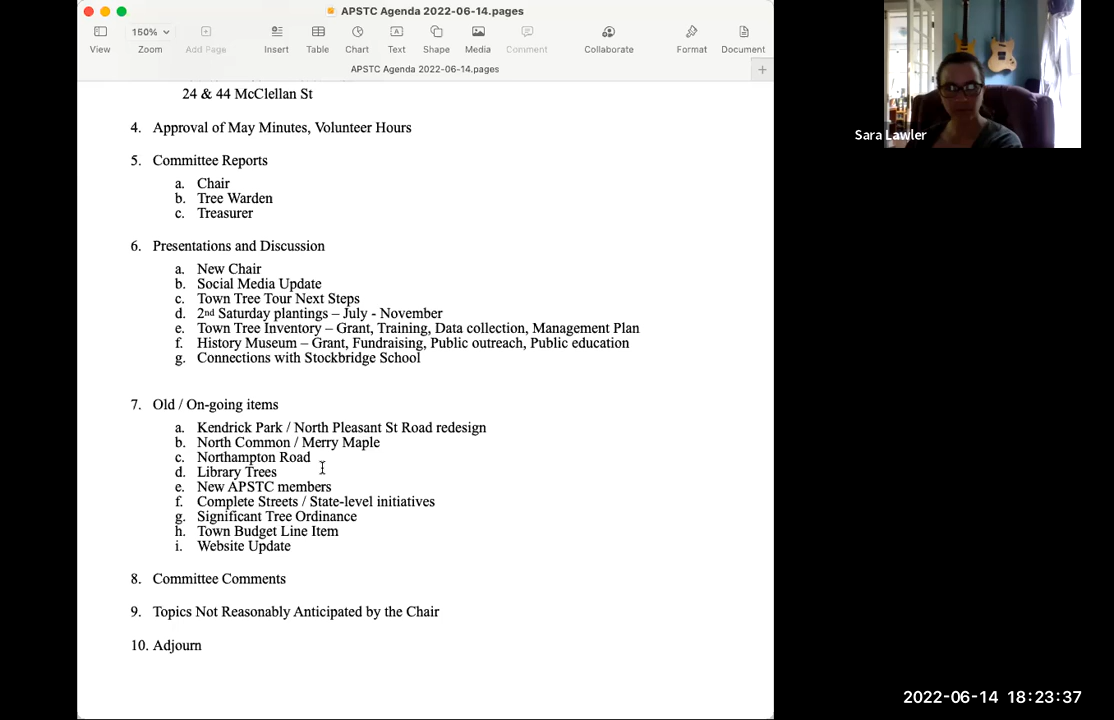 APSTC Agenda 2022-06-14.pages
View
150%
Zoom
Add Page
Insert
Table
Chart
Text
Shape
Media
Comment
Collaborate
Format
Document
APSTC Agenda 2022-06-14.pages
24 & 44 McClellan St
4. Approval of May Minutes, Volunteer Hours
5. Committee Reports
a. Chair
b. Tree Warden
c. Treasurer
6. Presentations and Discussion
a. New Chair
b. Social Media Update
c. Town Tree Tour Next Steps
d. 2nd Saturday plantings – July - November
e. Town Tree Inventory – Grant, Training, Data collection, Management Plan
f. History Museum – Grant, Fundraising, Public outreach, Public education
g. Connections with Stockbridge School
7. Old / On-going items
a. Kendrick Park / North Pleasant St Road redesign
b. North Common / Merry Maple
c. Northampton Road
d. Library Trees
e. New APSTC members
f. Complete Streets / State-level initiatives
g. Significant Tree Ordinance
h. Town Budget Line Item
i. Website Update
8. Committee Comments
9. Topics Not Reasonably Anticipated by the Chair
10. Adjourn
Sara Lawler
2022-06-14 18:23:37